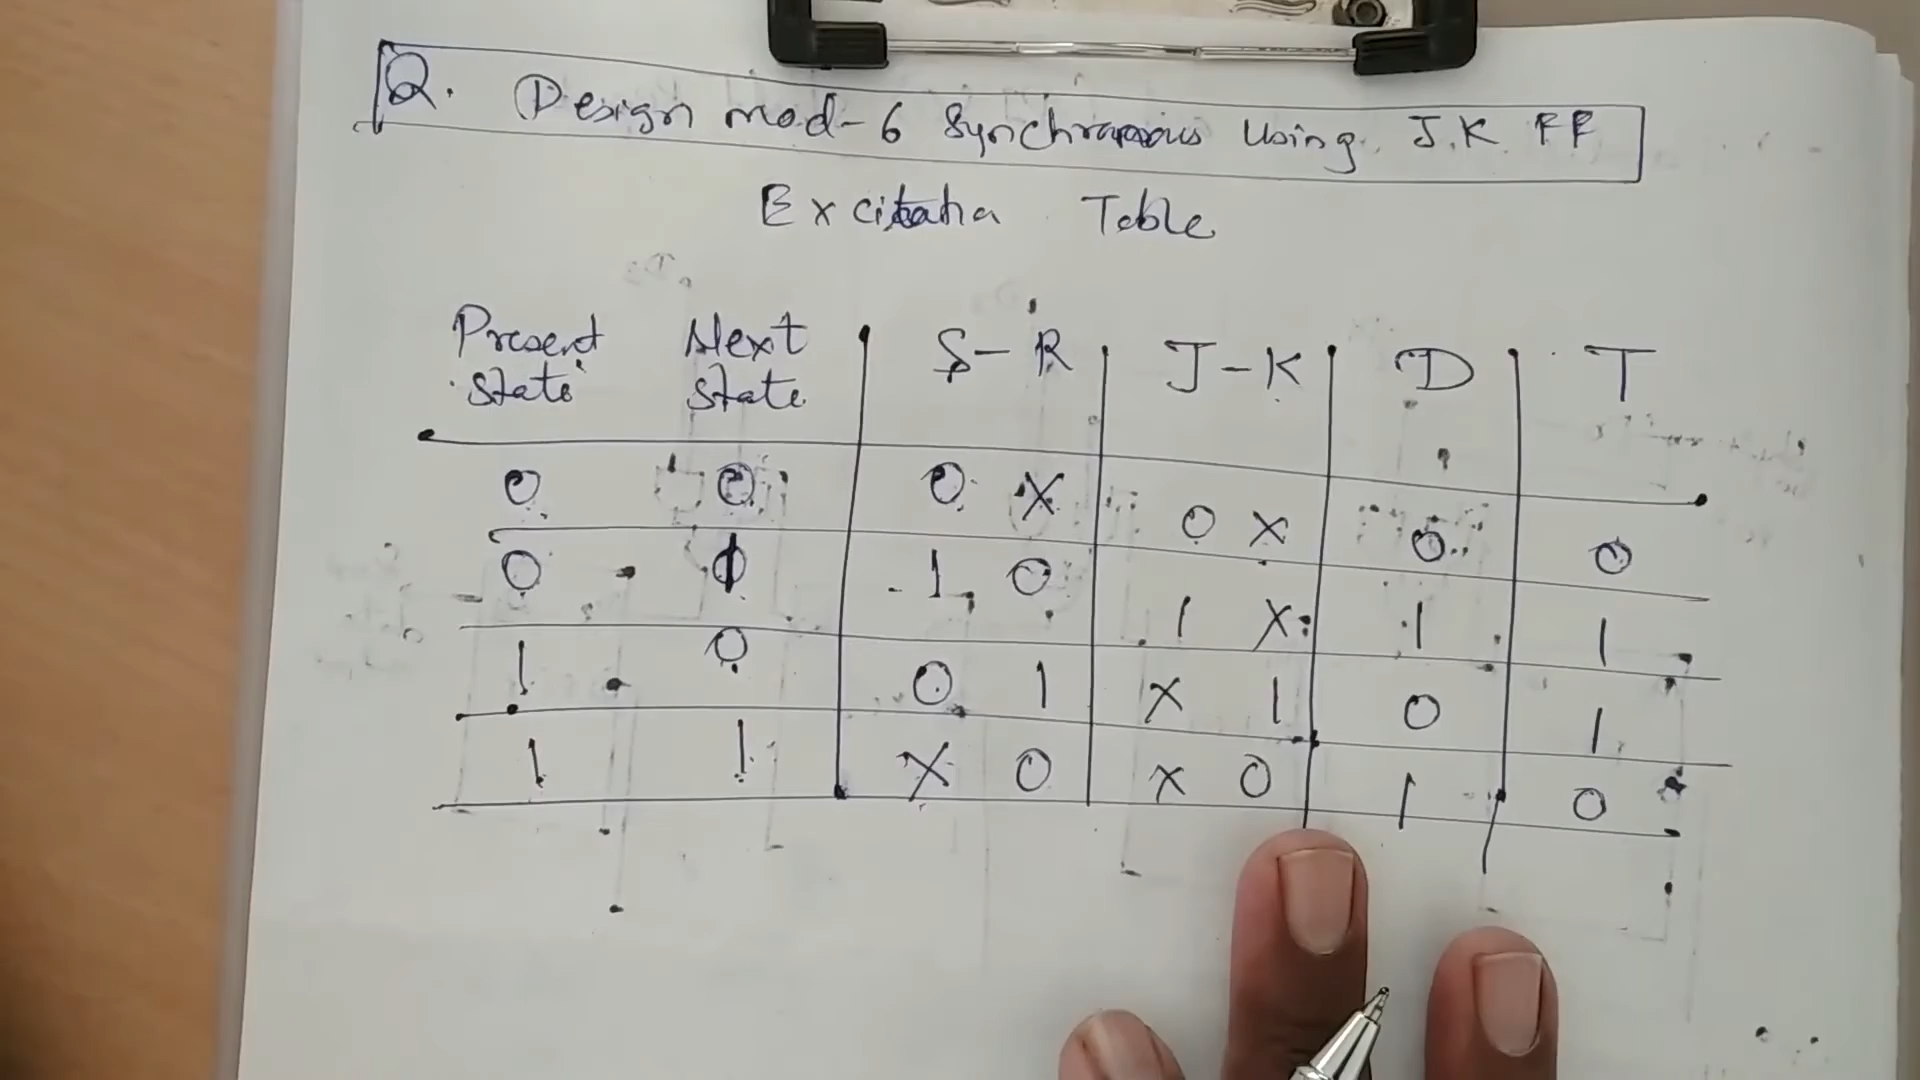 Q. Design mod-6 Synchronous Using J.K FF
Excitation Table
Present state Next state S-R J-K D T
0 0 0 X 0 X 0 0
0 1 1 0 1 X 1 1
1 0 0 1 X 1 0 1
1 1 X 0 X 0 1 0